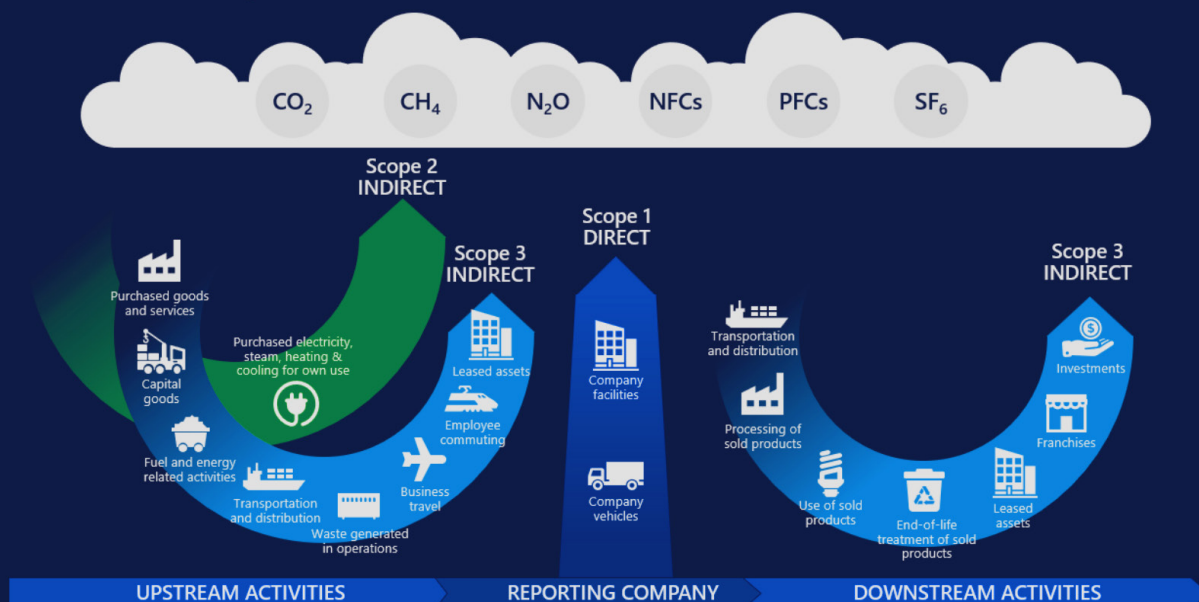 CO₂
CH₄
N₂O
NFCs
PFCs
SF₆
Scope 2
INDIRECT
Scope 1
DIRECT
Scope 3
INDIRECT
Scope 3
INDIRECT
Purchased goods
and services
Capital
goods
Fuel and energy
related activities
Purchased electricity,
steam, heating &
cooling for own use
Transportation
and distribution
Waste generated
in operations
Business
travel
Employee
commuting
Leased assets
Company
facilities
Company
vehicles
Transportation
and distribution
Processing of
sold products
Use of sold
products
End-of-life
treatment of sold
products
Leased
assets
Franchises
Investments
$
UPSTREAM ACTIVITIES
REPORTING COMPANY
DOWNSTREAM ACTIVITIES